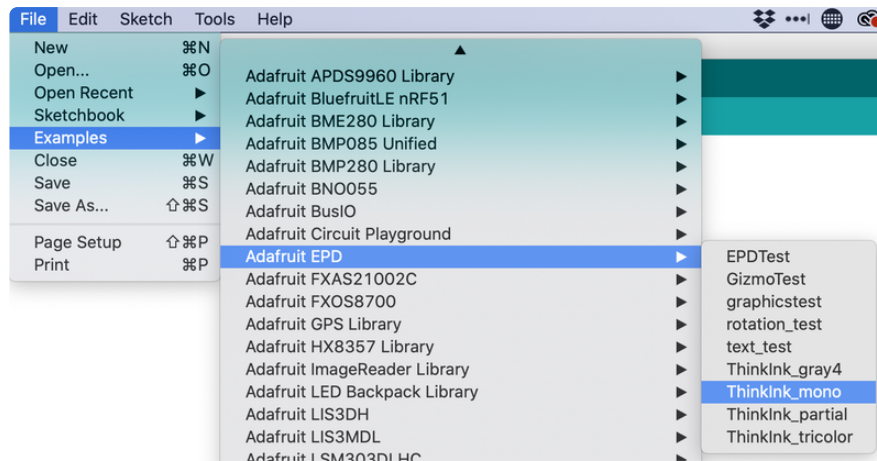 File Edit Sketch Tools Help
New ⌘N
Open... ⌘O
Open Recent
Sketchbook
Examples
Close ⌘W
Save ⌘S
Save As... ⇧⌘S
Page Setup ⇧⌘P
Print ⌘P
Adafruit APDS9960 Library
Adafruit BluefruitLE nRF51
Adafruit BME280 Library
Adafruit BMP085 Unified
Adafruit BMP280 Library
Adafruit BNO055
Adafruit BusIO
Adafruit Circuit Playground
Adafruit EPD
Adafruit FXAS21002C
Adafruit FXOS8700
Adafruit GPS Library
Adafruit HX8357 Library
Adafruit ImageReader Library
Adafruit LED Backpack Library
Adafruit LIS3DH
Adafruit LIS3MDL
Adafruit LSM303DLHC
EPDTest
GizmoTest
graphicstest
rotation_test
text_test
ThinkInk_gray4
ThinkInk_mono
ThinkInk_partial
ThinkInk_tricolor